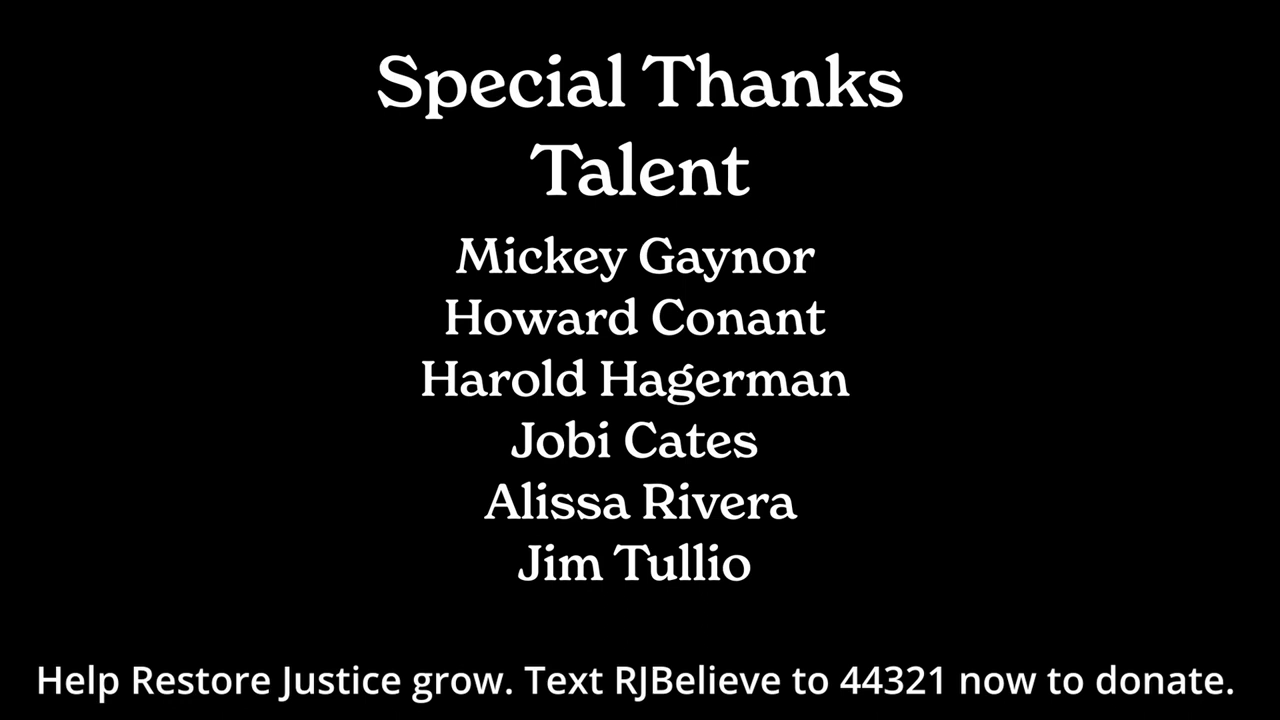 Special Thanks
Talent
Mickey Gaynor
Howard Conant
Harold Hagerman
Jobi Cates
Alissa Rivera
Jim Tullio
Help Restore Justice grow. Text RJBelieve to 44321 now to donate.